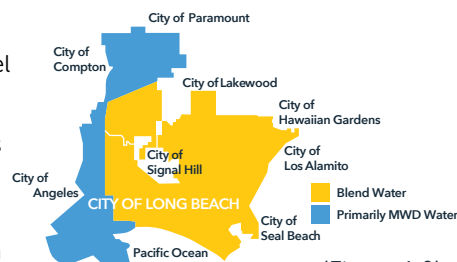 City of Paramount
el
City of
Compton
City of Lakewood
City of
Hawaiian Gardens
s
City of
Signal Hill
City of
Los Alamito
City of
Angeles
Blend Water
CITY OF LONG BEACH
Primarily MWD Water
City of
Seal Beach
Pacific Ocean